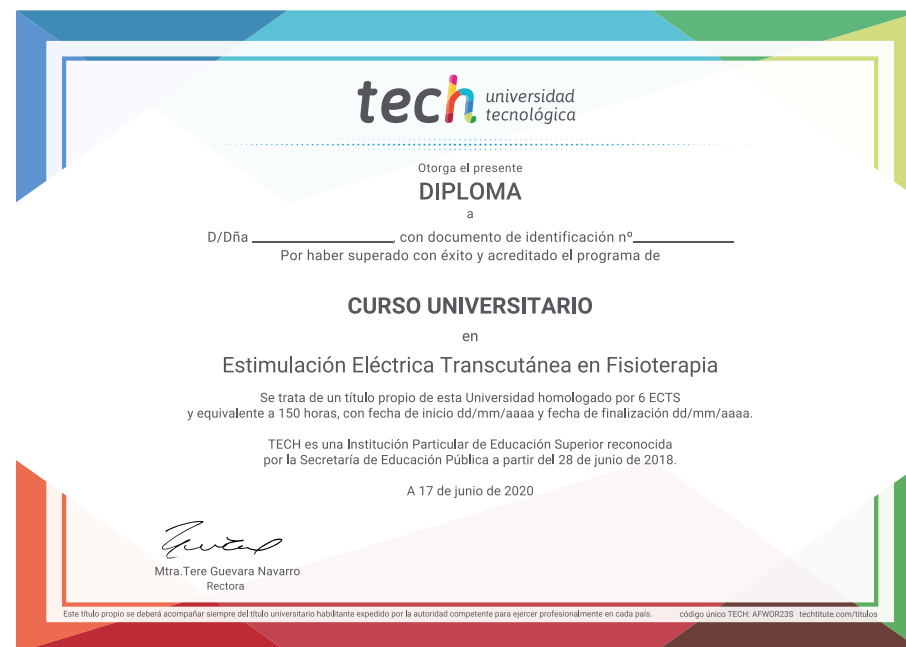 tech universidad
tecnológica
Otorga el presente
DIPLOMA
a
D/Dña ____________________, con documento de identificación nº______________
Por haber superado con éxito y acreditado el programa de
CURSO UNIVERSITARIO
en
Estimulación Eléctrica Transcutánea en Fisioterapia
Se trata de un título propio de esta Universidad homologado por 6 ECTS
y equivalente a 150 horas, con fecha de inicio dd/mm/aaaa y fecha de finalización dd/mm/aaaa.
TECH es una Institución Particular de Educación Superior reconocida
por la Secretaría de Educación Pública a partir del 28 de junio de 2018.
A 17 de junio de 2020
Mtra.Tere Guevara Navarro
Rectora
Este título propio se deberá acompañar siempre del título universitario habilitante expedido por la autoridad competente para ejercer profesionalmente en cada país. código único TECH: AFWOR23S techtitute.com/títulos